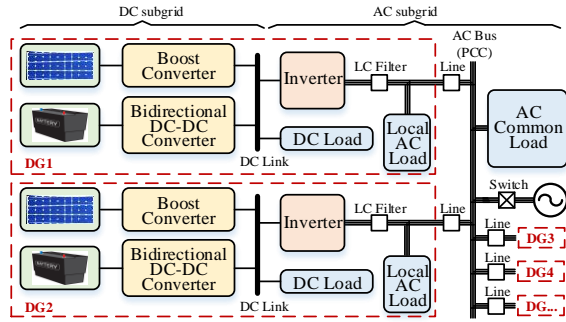 DC subgrid
AC subgrid
AC Bus
(PCC)
Boost
Converter
Inverter
LC Filter
Line
BATTERY
Bidirectional
DC-DC
Converter
DC Load
Local
AC
Load
AC
Common
Load
DG1
DC Link
Switch
Boost
Converter
Inverter
LC Filter
Line
Line
DG3
Bidirectional
DC-DC
Converter
DC Load
Local
AC
Load
Line
DG4
DG2
DC Link
Line
DG...